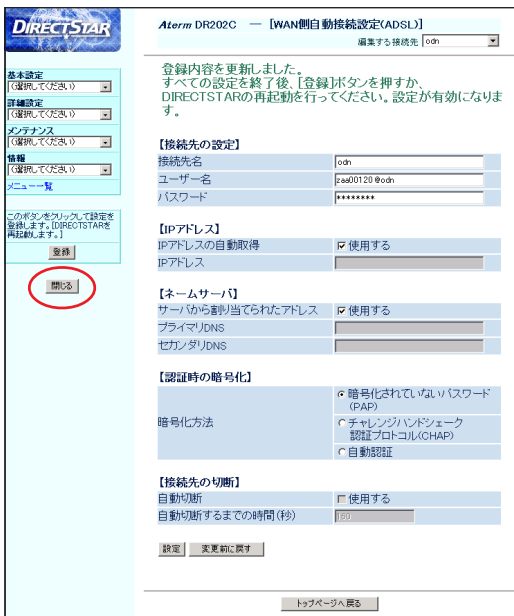 DIRECTSTAR
基本設定
(選択してください)
詳細設定
(選択してください)
メンテナンス
(選択してください)
情報
(選択してください)
メニュー一覧
このボタンをクリックして設定を
登録します。[DIRECTSTARを
再起動します。]
登録
閉じる
Aterm DR202C — [WAN側自動接続設定(ADSL)]
編集する接続先 odn
登録内容を更新しました。
すべての設定を終了後、[登録]ボタンを押すか、
DIRECTSTARの再起動を行ってください。設定が有効になりま
す。
【接続先の設定】
接続先名 odn
ユーザー名 zaa00120@odn
パスワード ********
【IPアドレス】
IPアドレスの自動取得 使用する
IPアドレス
【ネームサーバ】
サーバから割り当てられたアドレス 使用する
プライマリDNS
セカンダリDNS
【認証時の暗号化】
暗号化方法
暗号化されていないパスワード
(PAP)
チャレンジハンドシェーク
認証プロトコル(CHAP)
自動認証
【接続先の切断】
自動切断 使用する
自動切断するまでの時間(秒) 160
設定 変更前に戻す
トップページへ戻る